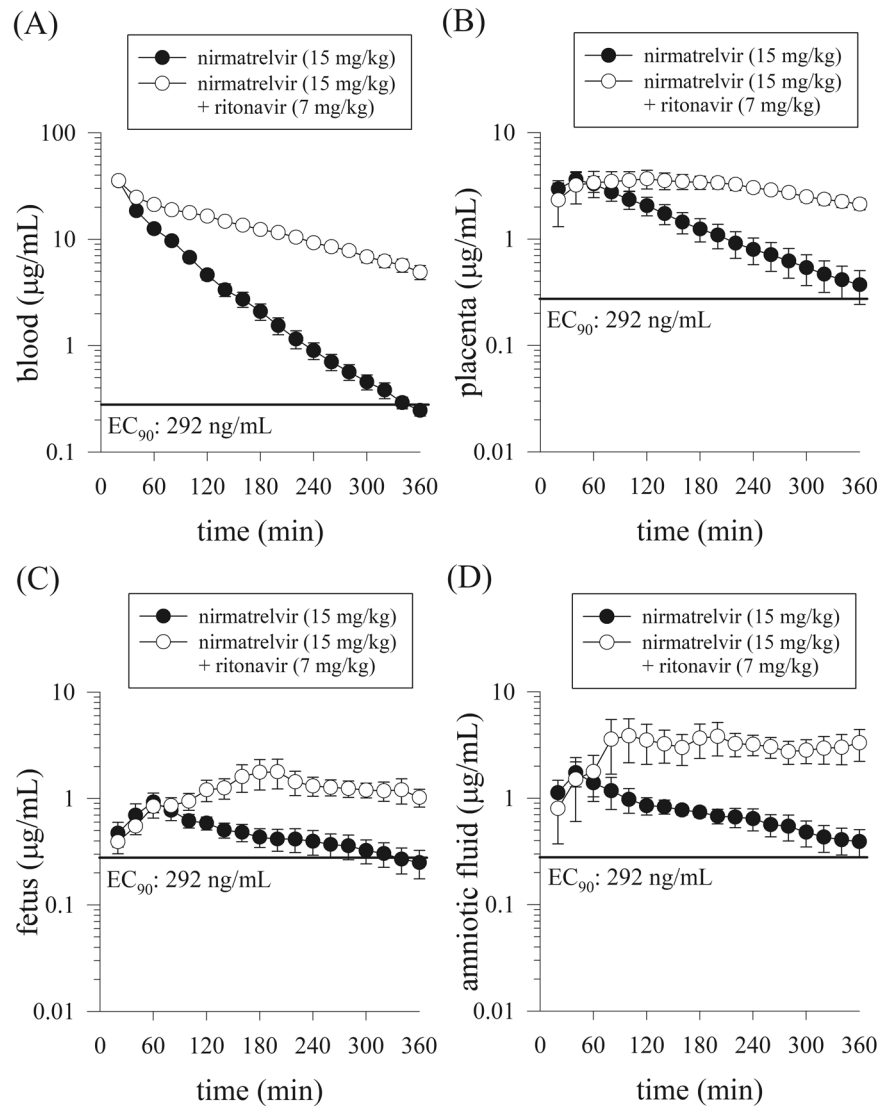 (A)
nirmatrelvir (15 mg/kg)
nirmatrelvir (15 mg/kg)
+ ritonavir (7 mg/kg)
100
10
1
0.1
blood (µg/mL)
EC₉₀: 292 ng/mL
0 60 120 180 240 300 360
time (min)
(B)
nirmatrelvir (15 mg/kg)
nirmatrelvir (15 mg/kg)
+ ritonavir (7 mg/kg)
10
1
0.1
0.01
placenta (µg/mL)
EC₉₀: 292 ng/mL
0 60 120 180 240 300 360
time (min)
(C)
nirmatrelvir (15 mg/kg)
nirmatrelvir (15 mg/kg)
+ ritonavir (7 mg/kg)
10
1
0.1
0.01
fetus (µg/mL)
EC₉₀: 292 ng/mL
0 60 120 180 240 300 360
time (min)
(D)
nirmatrelvir (15 mg/kg)
nirmatrelvir (15 mg/kg)
+ ritonavir (7 mg/kg)
10
1
0.1
0.01
amniotic fluid (µg/mL)
EC₉₀: 292 ng/mL
0 60 120 180 240 300 360
time (min)